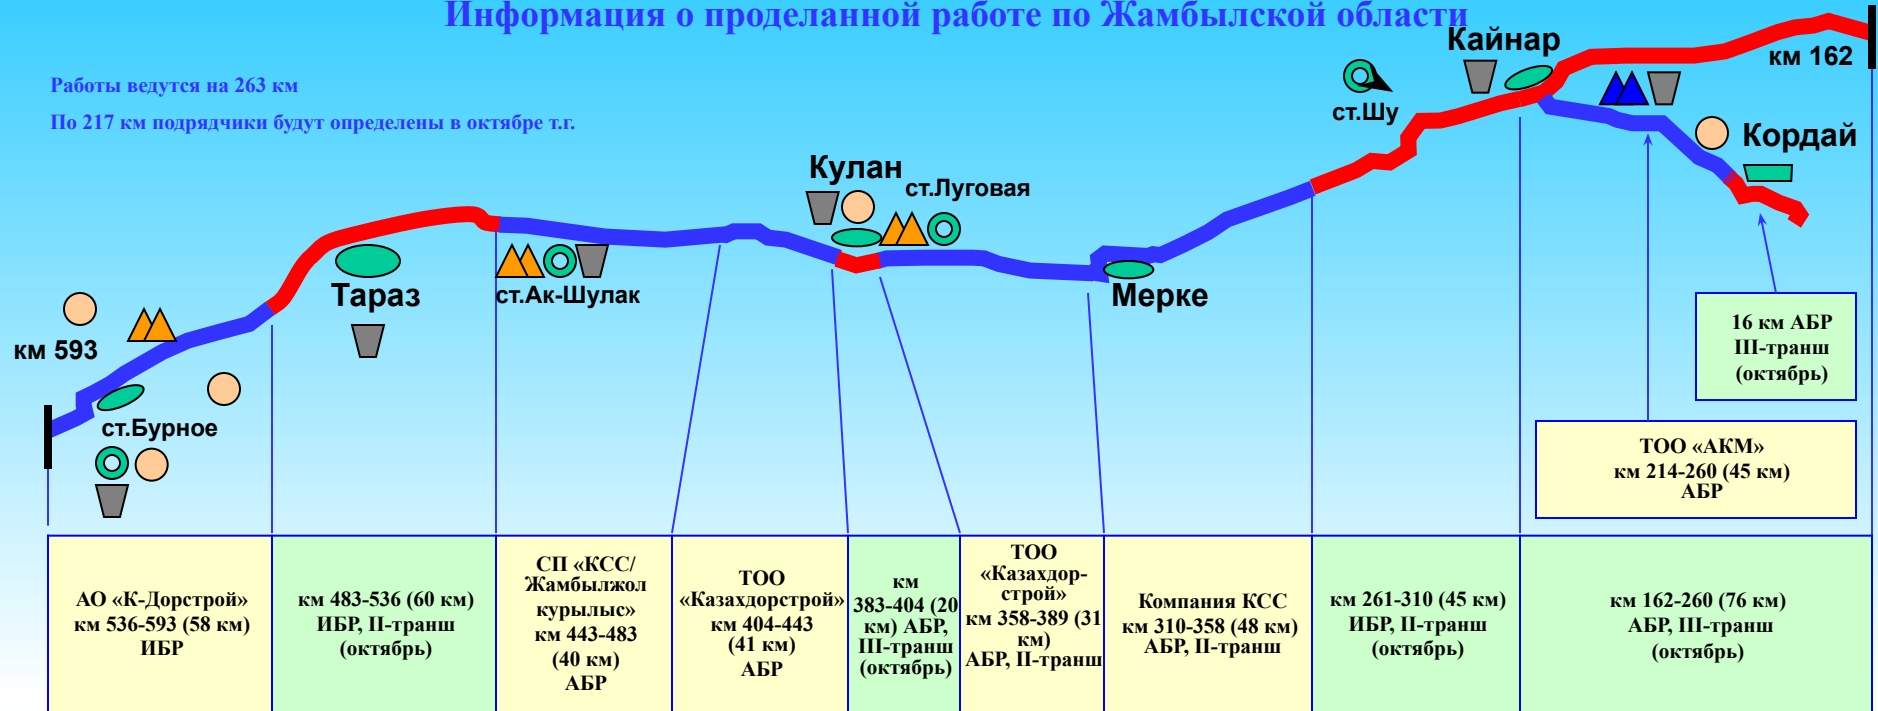 Информация о проделанной работе по Жамбылской области
Работы ведутся на 263 км
По 217 км подрядчики будут определены в октябре т.г.
Кайнар
км 162
ст.Шу
Кордай
Кулан
ст.Луговая
Тараз
ст.Ак-Шулак
Мерке
км 593
ст.Бурное
16 км АБР
III-транш
(октябрь)
ТОО «АКМ»
км 214-260 (45 км)
АБР
АО «К-Дорстрой»
км 536-593 (58 км)
ИБР
км 483-536 (60 км)
ИБР, II-транш
(октябрь)
СП «КСС/
Жамбылжол
курылыс»
км 443-483
(40 км)
АБР
ТОО
«Казахдорстрой»
км 404-443
(41 км)
АБР
км
383-404 (20
км) АБР,
III-транш
(октябрь)
ТОО
«Казахдор-
строй»
км 358-389 (31
км)
АБР, II-транш
Компания КСС
км 310-358 (48 км)
АБР, II-транш
км 261-310 (45 км)
ИБР, II-транш
(октябрь)
км 162-260 (76 км)
АБР, III-транш
(октябрь)